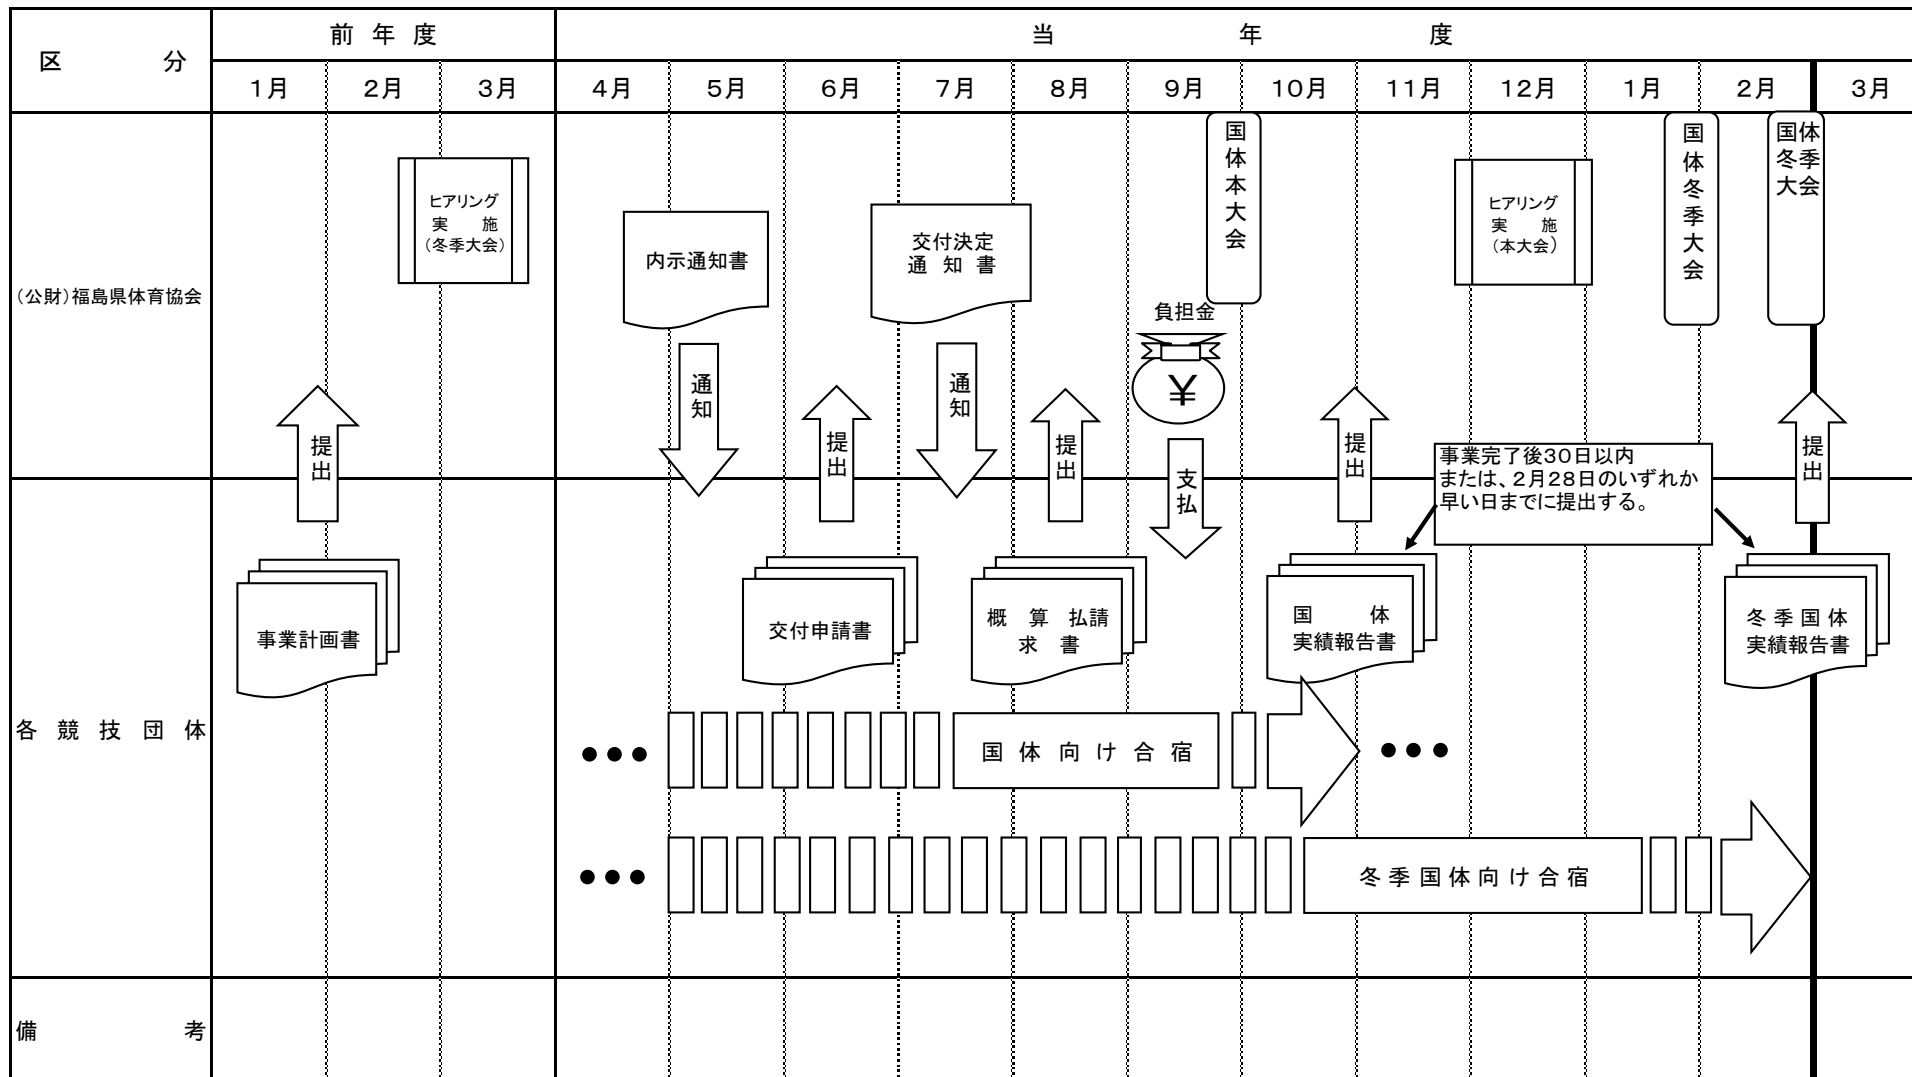 区 分
前 年 度
当 年 度
1月 2月 3月 4月 5月 6月 7月 8月 9月 10月 11月 12月 1月 2月 3月
(公財)福島県体育協会
ヒアリング
実 施
(冬季大会)
内示通知書
交付決定
通 知 書
国体本大会
ヒアリング
実 施
(本大会)
国体冬季大会
国体
冬季
大会
負担金
¥
提出
通知
提出
通知
提出
支払
提出
提出
事業完了後30日以内
または、2月28日のいずれか
早い日までに提出する。
各 競 技 団 体
事業計画書
交付申請書
概 算 払請
求 書
国 体
実績報告書
冬季国体
実績報告書
●●● 国 体 向 け 合 宿 ●●●
●●● 冬 季 国 体 向 け 合 宿
備 考